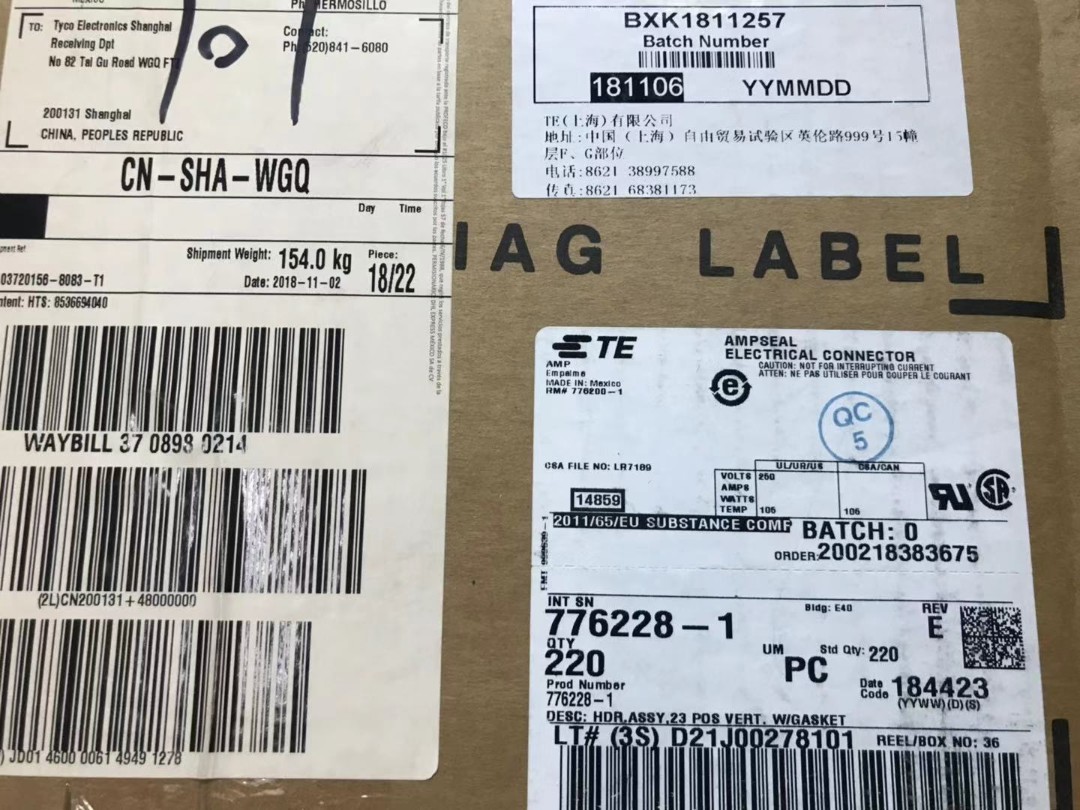 MEXICO
Ph HERMOSILLO
TO: Tyco Electronics Shanghai
Receiving Dpt
No 82 Tai Gu Road WGQ FT
Contact:
Ph 520)841-6080
200131 Shanghai
CHINA, PEOPLES REPUBLIC
CN-SHA-WGQ
Day Time
Shipment Weight: 154.0 kg
Date: 2018-11-02
Piece:
18/22
03720156-8083-T1
ntent: HTS: 8536694040
WAYBILL 37 0893 0214
(2L)CN200131+48000000
) JD01 4600 0061 4949 1278
BXK1811257
Batch Number
181106 YYMMDD
TE(上海)有限公司
地址:中国(上海)自由贸易试验区英伦路999号15幢
层F、G部位
电话:8621 38997588
传真:8621 68381173
IAG LABEL
TE
AMP
Empalme
MADE IN: Mexico
RM# 776200-1
AMPSEAL
ELECTRICAL CONNECTOR
CAUTION: NOT FOR INTERRUPTING CURRENT
ATTEN: NE PAS UTILISER POUR COUPER LE COURANT
e
QC
5
CSA FILE NO: LR7189
14859
UL/UR/US CSA/CAN
VOLTS 250
AMPS
WATTS
TEMP 105 105
2011/65/EU SUBSTANCE COMP
BATCH: 0
ORDER:200218383675
INT SN
776228-1
Bldg: E40
REV
E
QTY
220
UM
PC
Std Qty: 220
Prod Number
776228-1
Date Code 184423
(YYWW)(D)(S)
DESC: HDR,ASSY,23 POS VERT. W/GASKET
LT# (3S) D21J00278101 REEL/BOX NO: 36